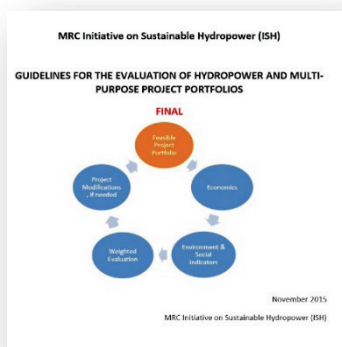 MRC Initiative on Sustainable Hydropower (ISH)
GUIDELINES FOR THE EVALUATION OF HYDROPOWER AND MULTI-
PURPOSE PROJECT PORTFOLIOS
FINAL
Feasible
Project
Portfolio
Economics
Environment &
Social
Indicators
Weighted
Evaluation
Project
Modifications
, if needed
November 2015
MRC Initiative on Sustainable Hydropower (ISH)